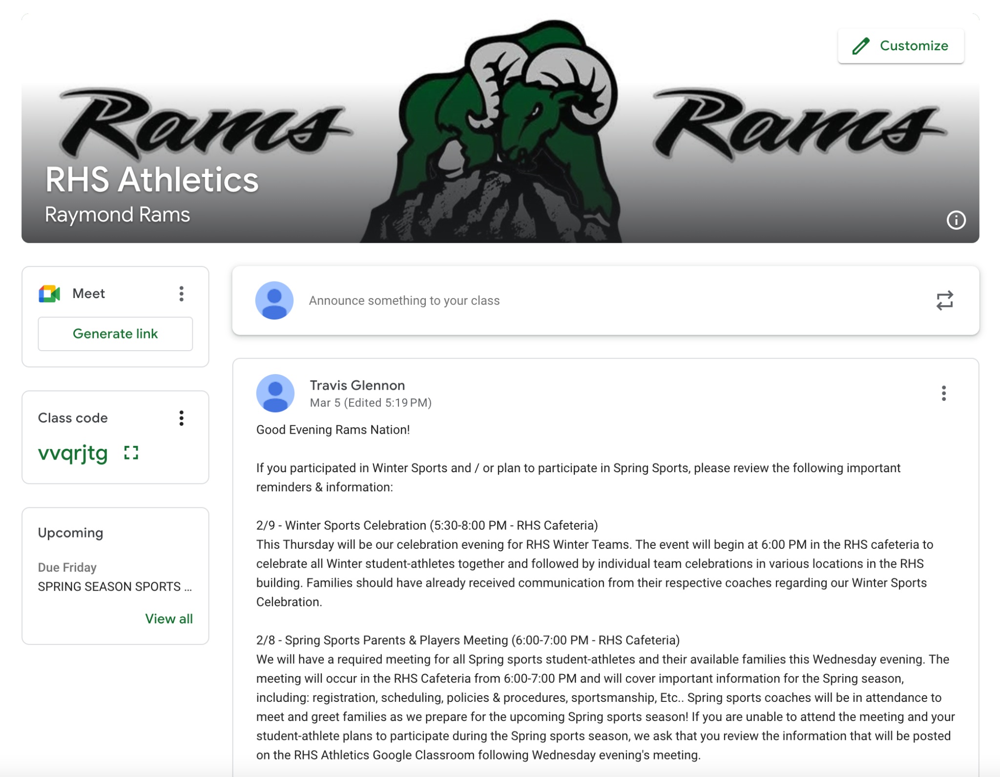 Customize
Rams
Rams
RHS Athletics
Raymond Rams
Meet
Generate link
Class code
vvqrjtg
Upcoming
Due Friday
SPRING SEASON SPORTS ...
View all
Announce something to your class
Travis Glennon
Mar 5 (Edited 5:19 PM)
Good Evening Rams Nation!
If you participated in Winter Sports and / or plan to participate in Spring Sports, please review the following important
reminders & information:
2/9 - Winter Sports Celebration (5:30-8:00 PM - RHS Cafeteria)
This Thursday will be our celebration evening for RHS Winter Teams. The event will begin at 6:00 PM in the RHS cafeteria to
celebrate all Winter student-athletes together and followed by individual team celebrations in various locations in the RHS
building. Families should have already received communication from their respective coaches regarding our Winter Sports
Celebration.
2/8 - Spring Sports Parents & Players Meeting (6:00-7:00 PM - RHS Cafeteria)
We will have a required meeting for all Spring sports student-athletes and their available families this Wednesday evening. The
meeting will occur in the RHS Cafeteria from 6:00-7:00 PM and will cover important information for the Spring season,
including: registration, scheduling, policies & procedures, sportsmanship, Etc.. Spring sports coaches will be in attendance to
meet and greet families as we prepare for the upcoming Spring sports season! If you are unable to attend the meeting and your
student-athlete plans to participate during the Spring sports season, we ask that you review the information that will be posted
on the RHS Athletics Google Classroom following Wednesday evening's meeting.